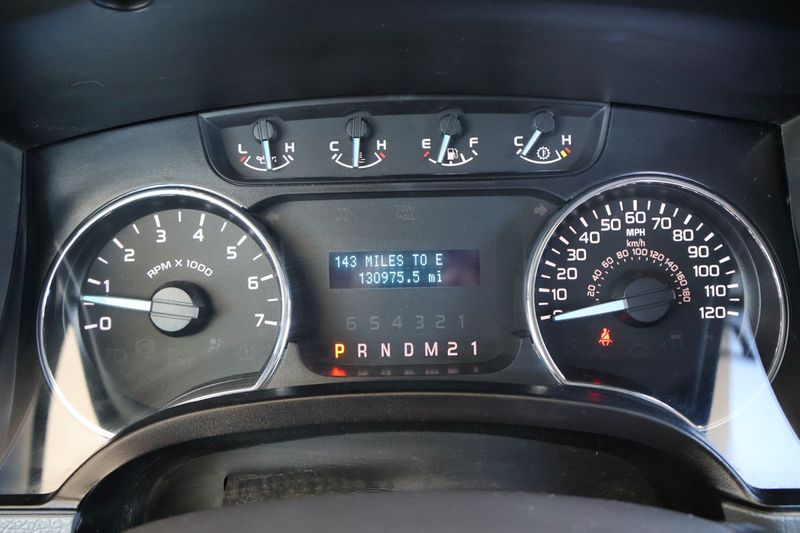 L H
C H
E F
C H
TOW
HALL
RPM X 1000
0 1 2 3 4 5 6 7
143 MILES TO E
130975.5 mi
6 5 4 3 2 1
P R N D M 2 1
MPH
km/h
0 10 20 30 40 50 60 70 80 90 100 110 120
20 40 60 80 100 120 140 160 180